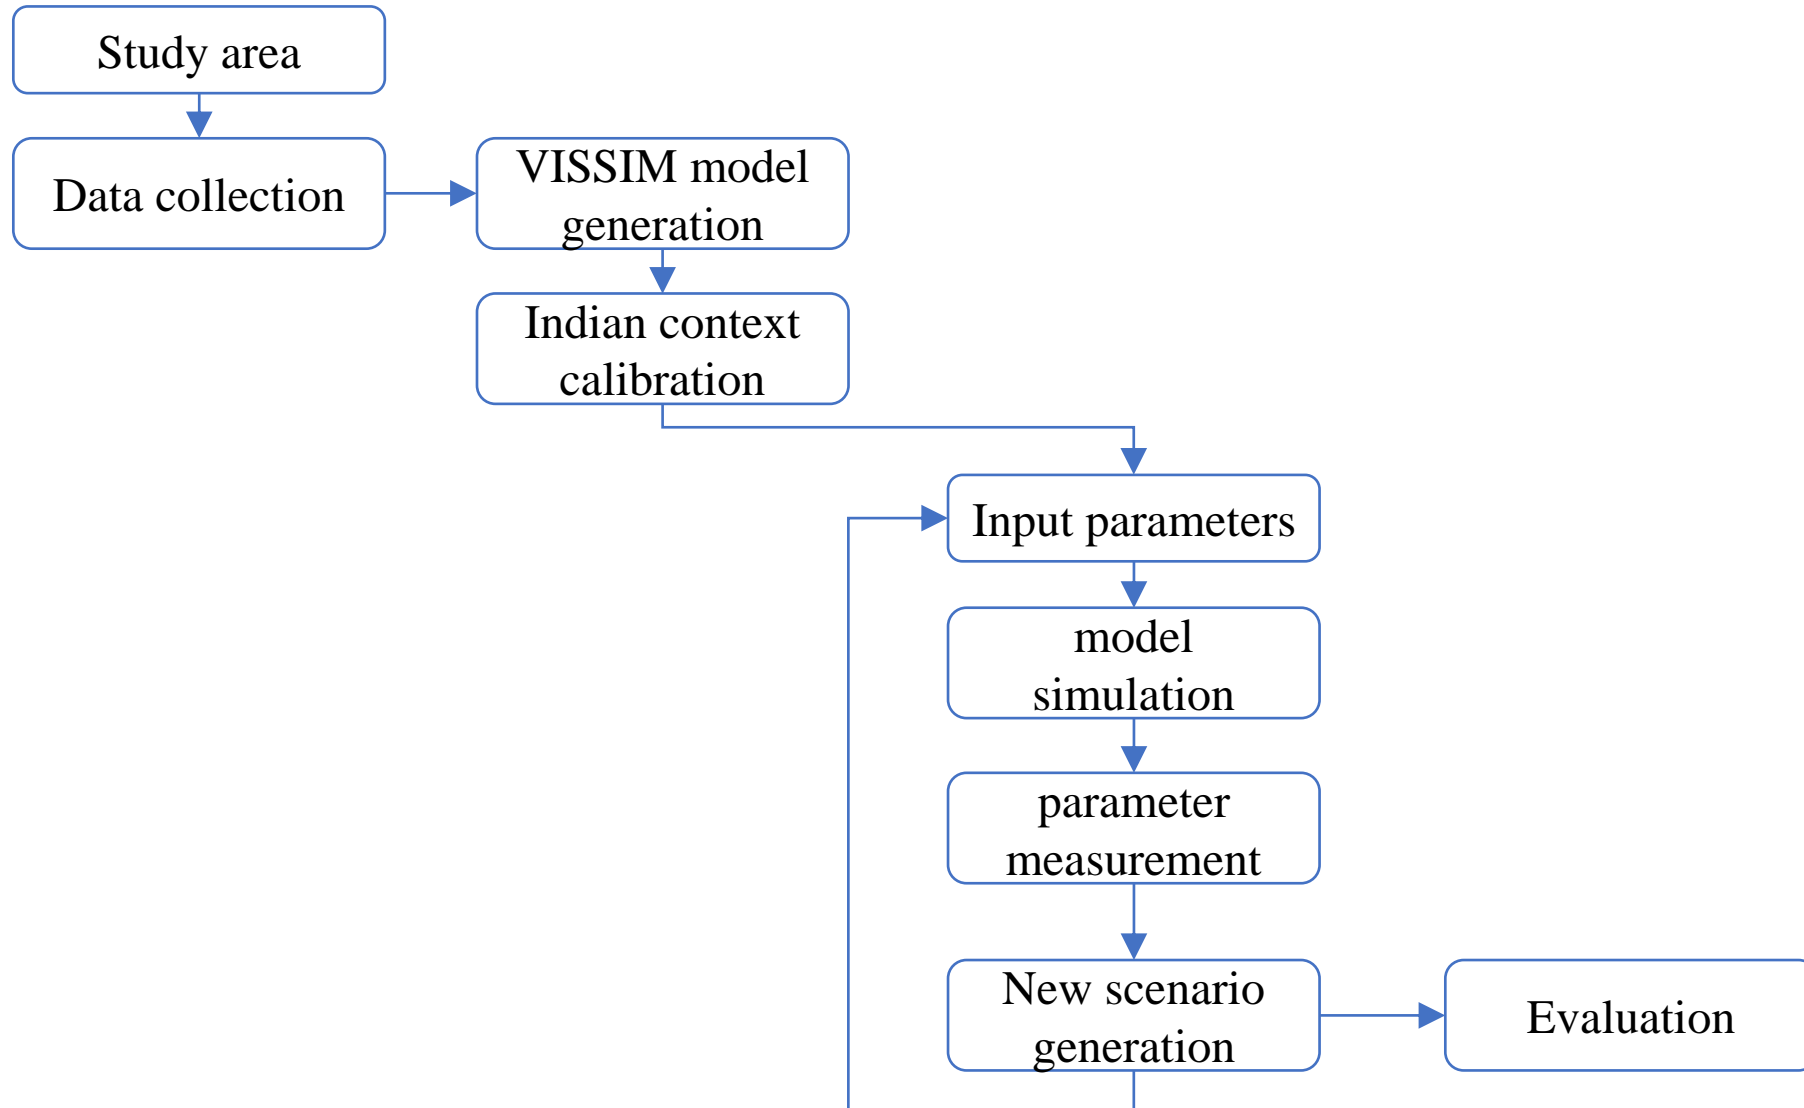 Study area
Data collection
VISSIM model
generation
Indian context
calibration
Input parameters
model
simulation
parameter
measurement
New scenario
generation
Evaluation